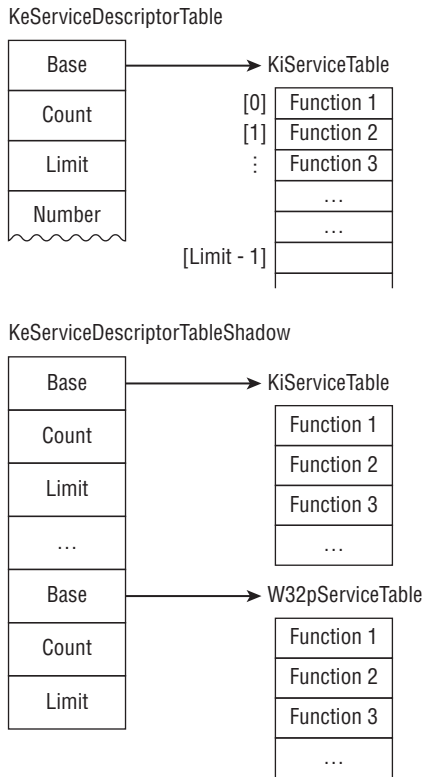 KeServiceDescriptorTable
Base
KiServiceTable
Count
Limit
Number
[0] Function 1
[1] Function 2
⋮ Function 3
...
...
[Limit - 1]
KeServiceDescriptorTableShadow
Base
KiServiceTable
Count
Limit
...
Function 1
Function 2
Function 3
...
Base
W32pServiceTable
Count
Limit
Function 1
Function 2
Function 3
...